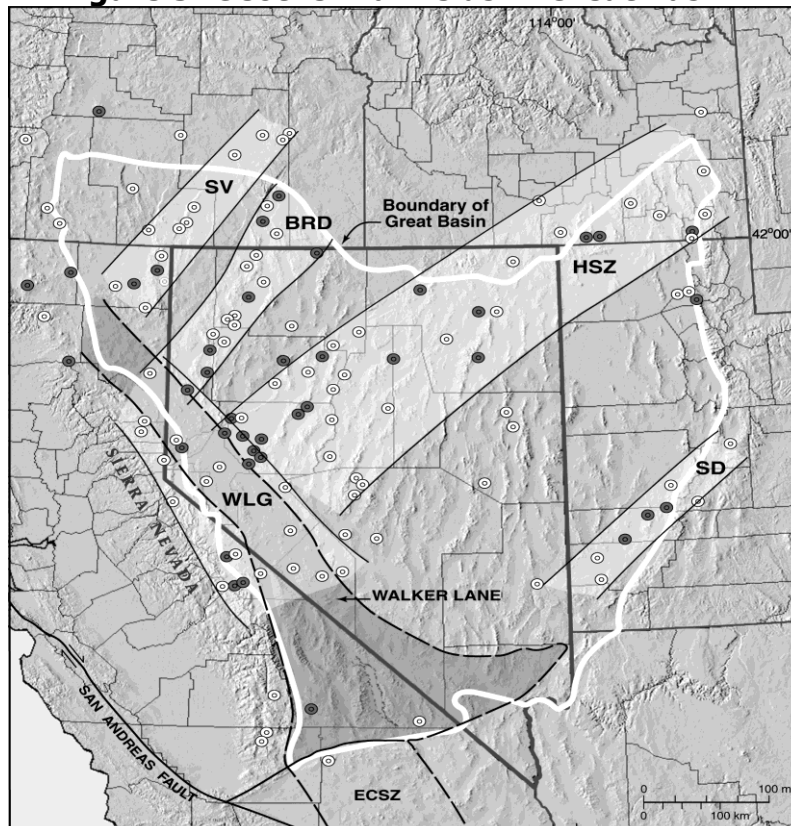 114°00'
SV
BRD
Boundary of
Great Basin
42°00'
HSZ
SIERRA NEVADA
WLG
SD
WALKER LANE
SAN ANDREAS FAULT
ECSZ
0
100 m
0
100 km